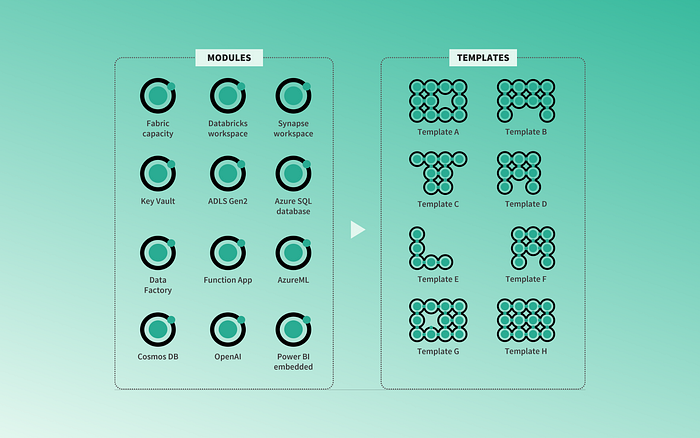 MODULES
Fabric
capacity
Databricks
workspace
Synapse
workspace
Key Vault
ADLS Gen2
Azure SQL
database
Data
Factory
Function App
AzureML
Cosmos DB
OpenAI
Power BI
embedded
TEMPLATES
Template A
Template B
Template C
Template D
Template E
Template F
Template G
Template H